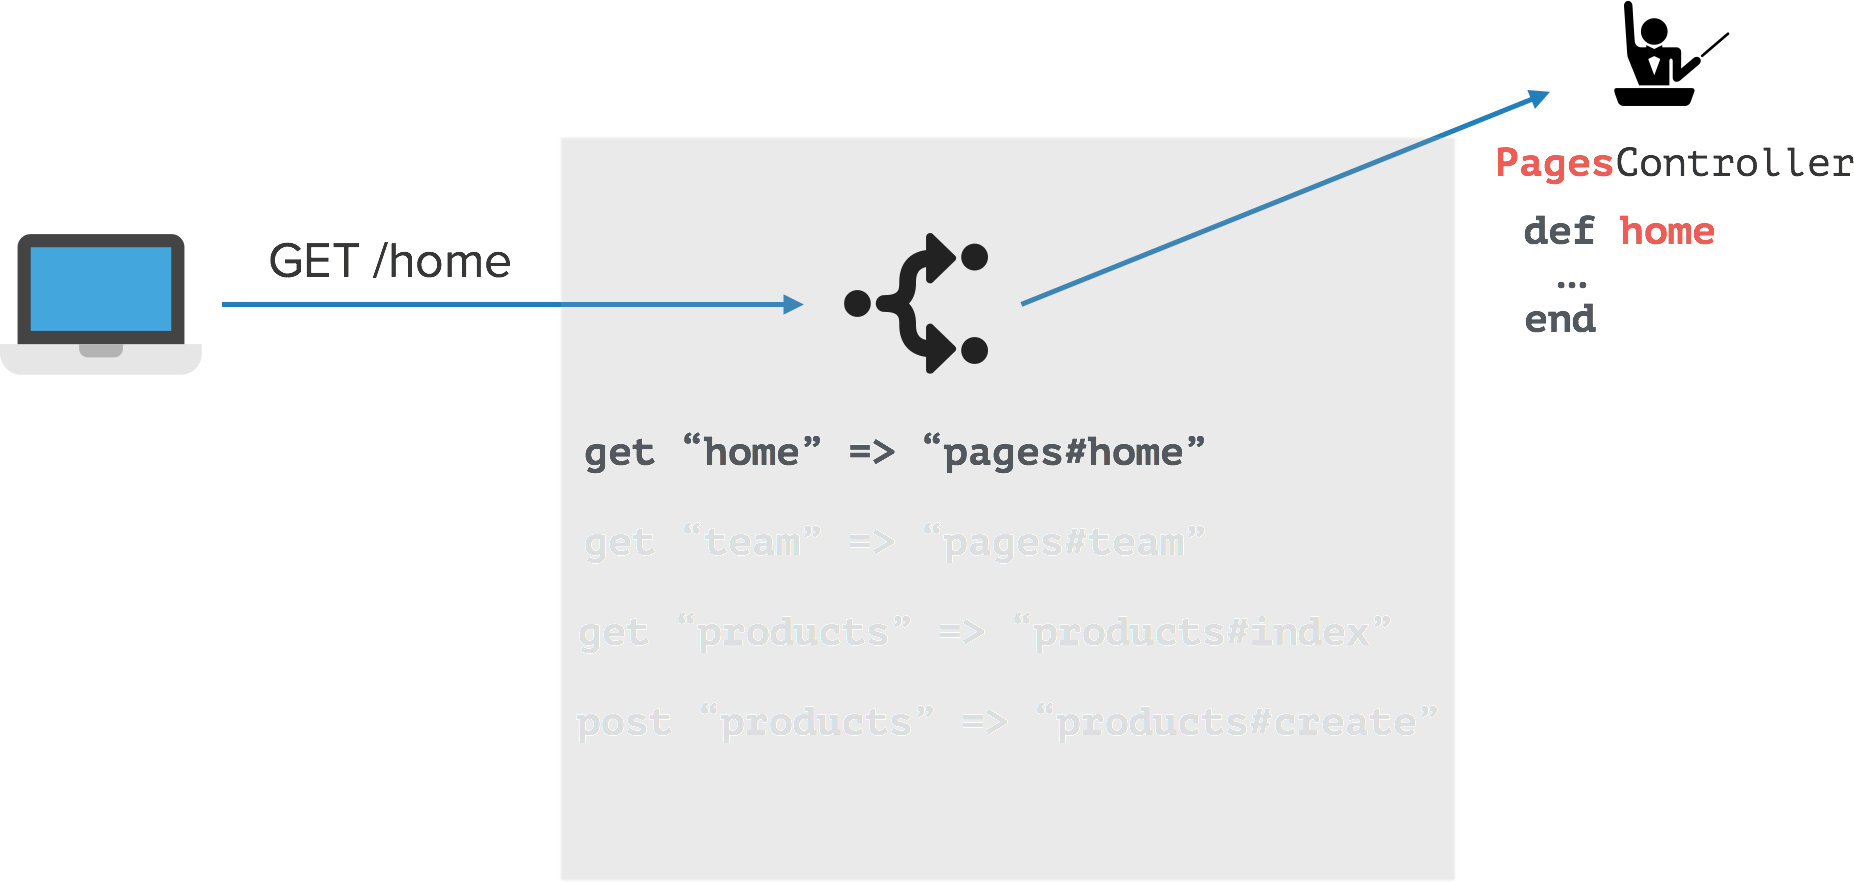 GET /home
PagesController
def home
…
end
get “home” => “pages#home”
get “team” => “pages#team”
get “products” => “products#index”
post “products” => “products#create”